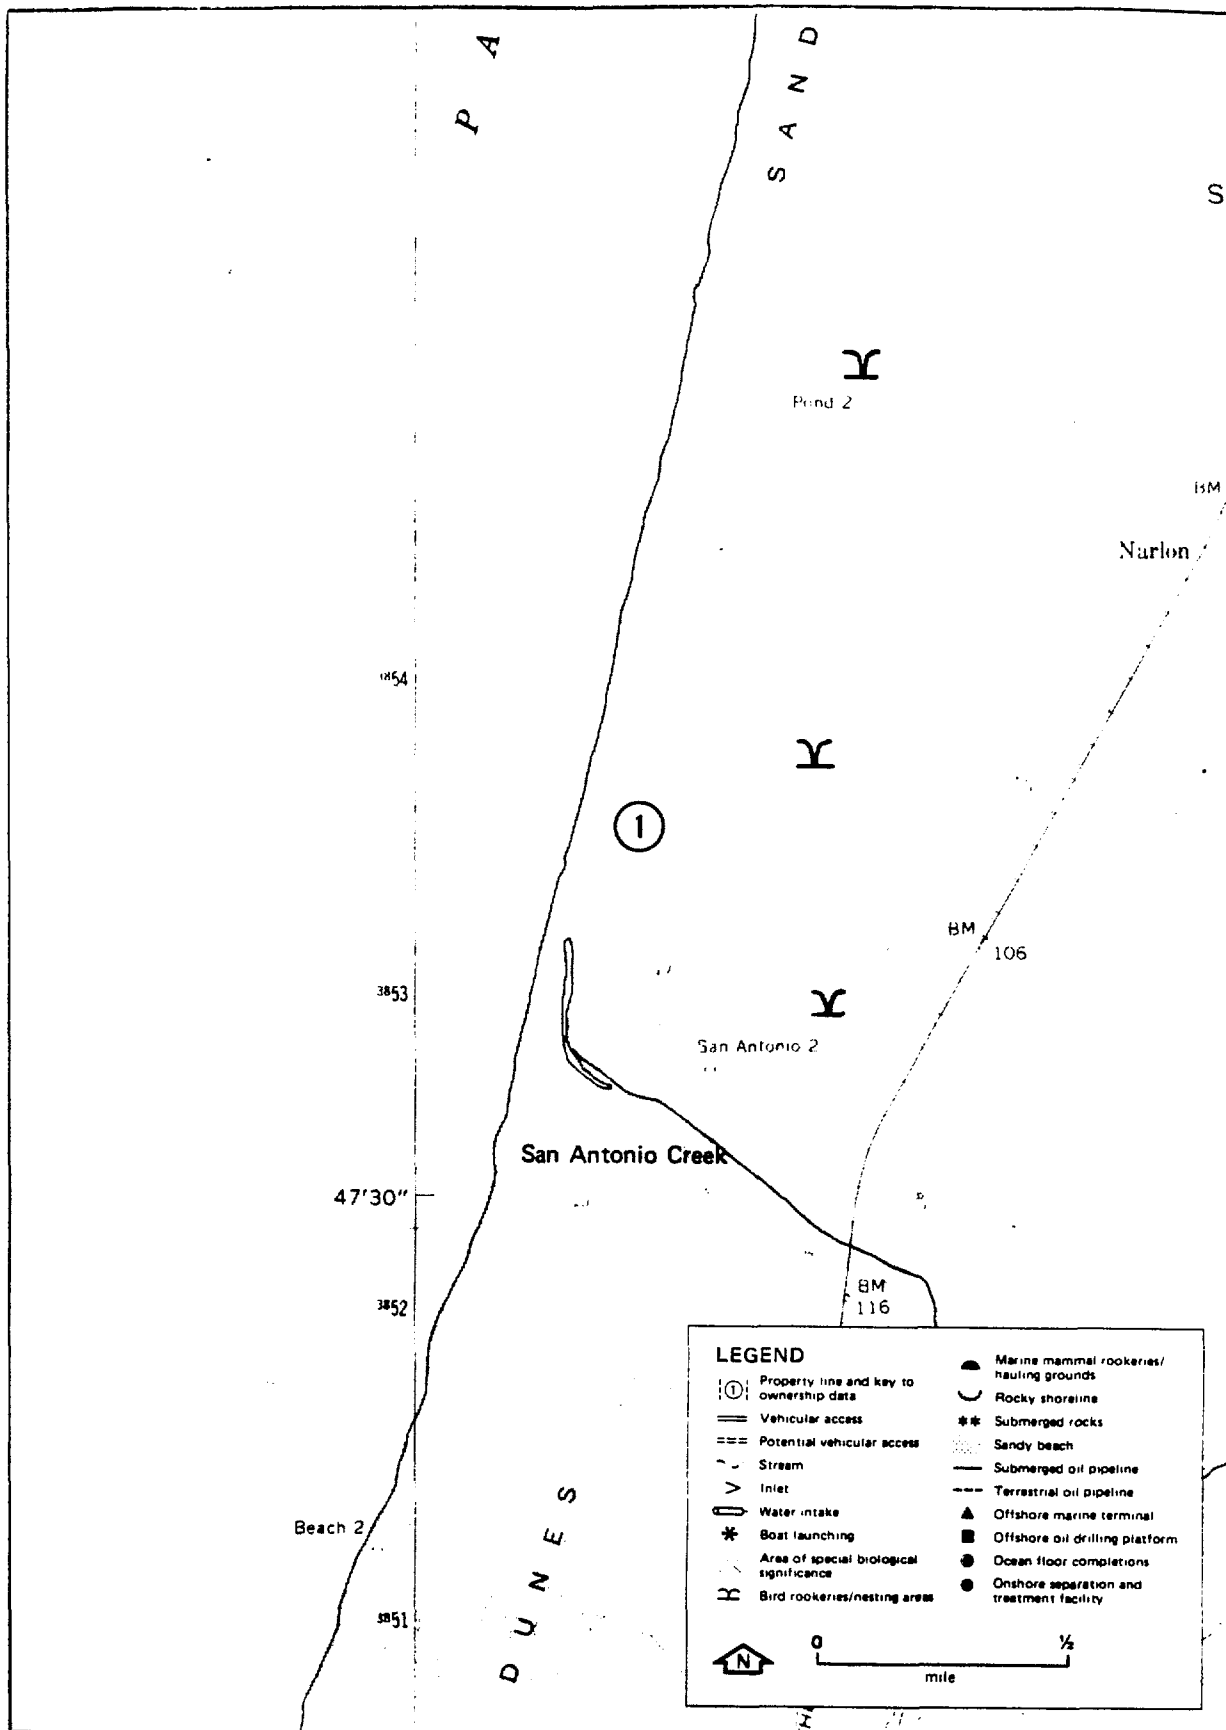 P A
SAND
S
Pond 2
BM
Narlon
3854
1
BM
106
3853
San Antonio 2
San Antonio Creek
47'30"
BM
116
3852
Beach 2
DUNES
3851
LEGEND
1 Property line and key to
ownership data
Vehicular access
Potential vehicular access
Stream
Inlet
Water intake
Boat launching
Area of special biological
significance
Bird rookeries/nesting areas
Marine mammal rookeries/
hauling grounds
Rocky shoreline
Submerged rocks
Sandy beach
Submerged oil pipeline
Terrestrial oil pipeline
Offshore marine terminal
Offshore oil drilling platform
Ocean floor completions
Onshore separation and
treatment facility
N
0 ½
mile